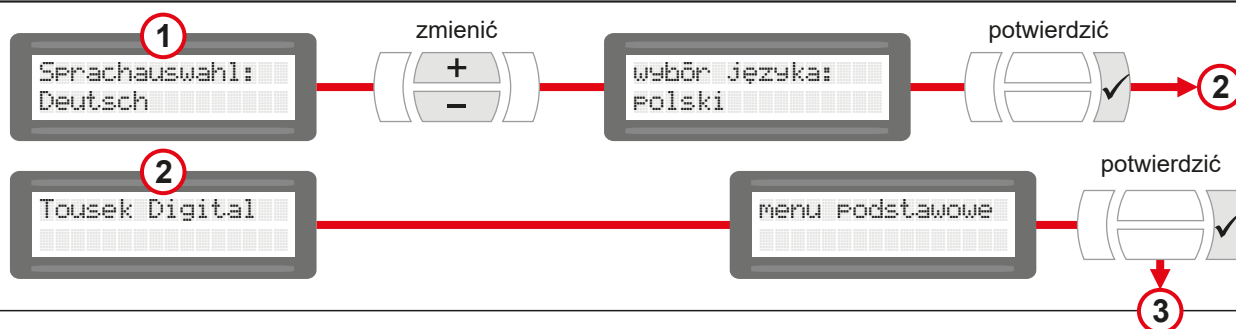 1
zmienić
potwierdzić
Sprachauswahl:
Deutsch
+
−
wybór języka:
polski
✓
2
2
potwierdzić
Tousek Digital
menu podstawowe
✓
3